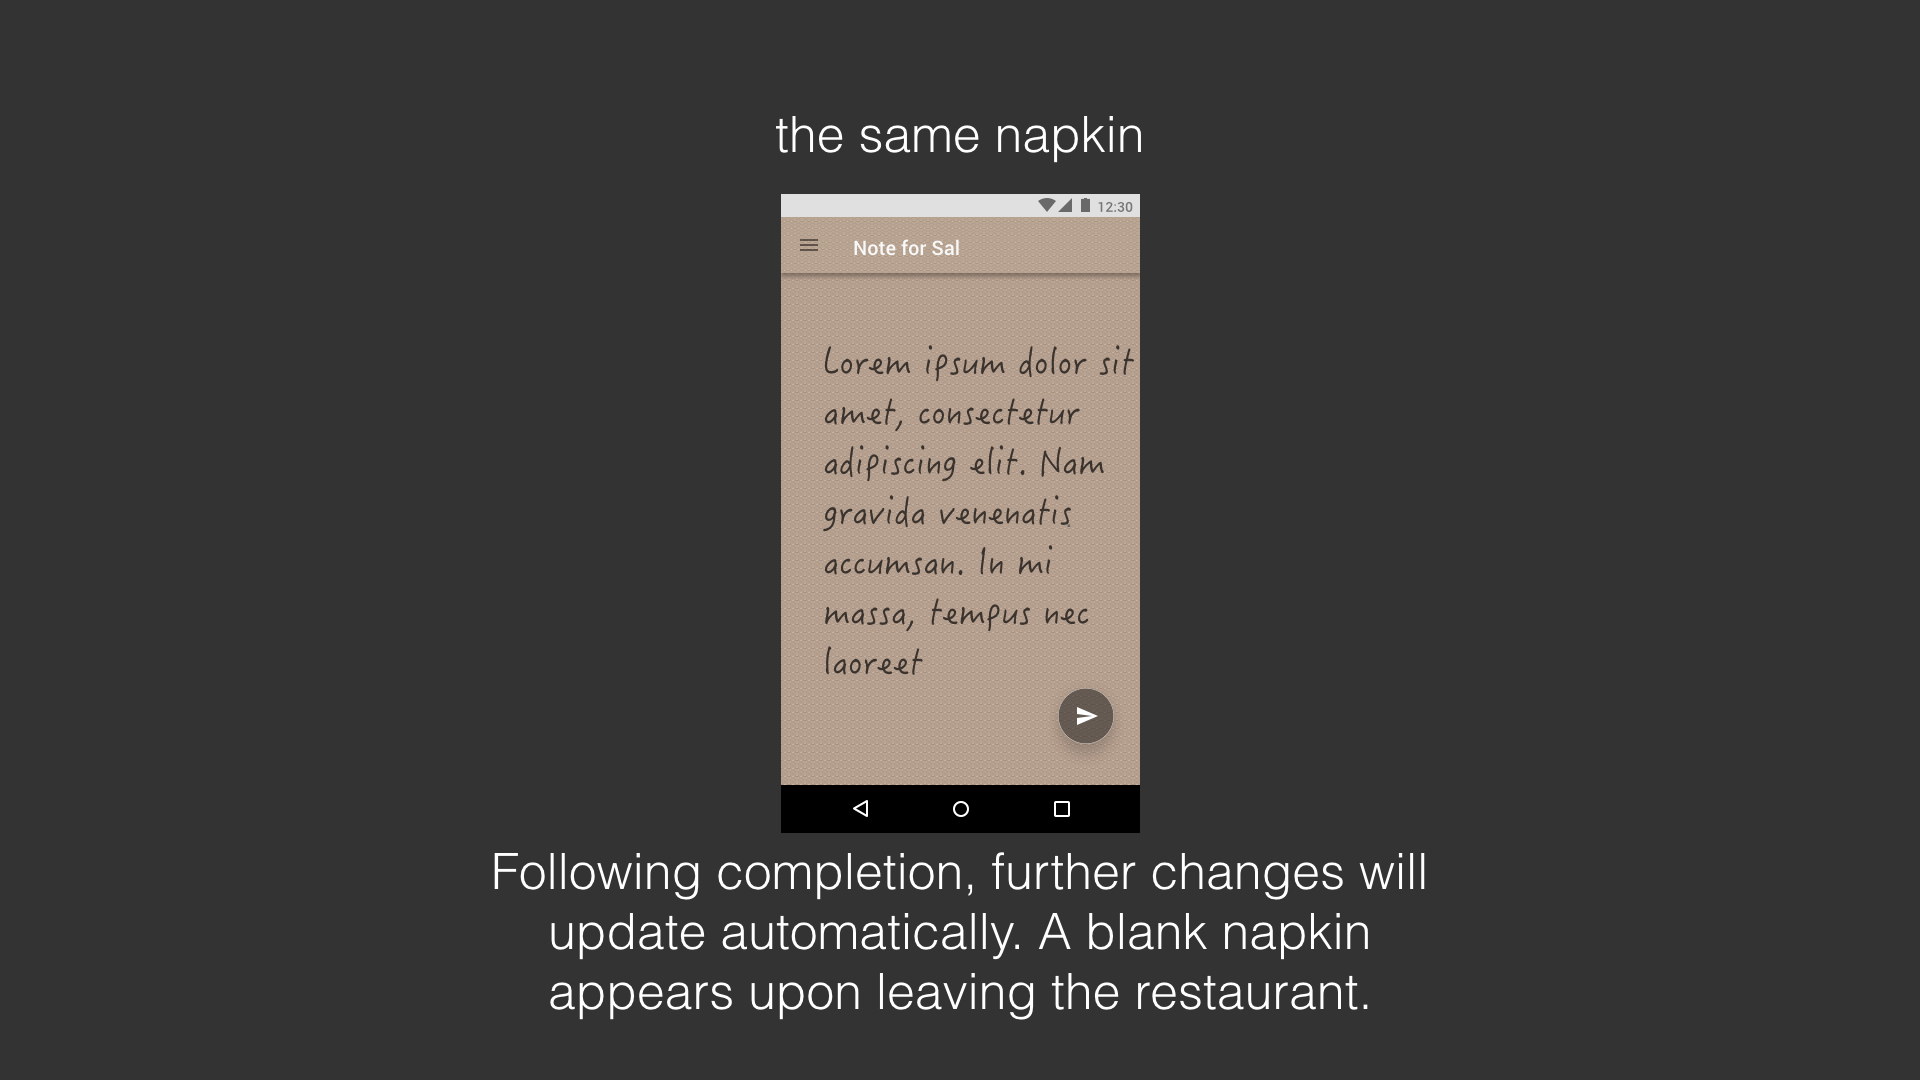 the same napkin
12:30
Note for Sal
Lorem ipsum dolor sit
amet, consectetur
adipiscing elit. Nam
gravida venenatis
accumsan. In mi
massa, tempus nec
laoreet
Following completion, further changes will
update automatically. A blank napkin
appears upon leaving the restaurant.